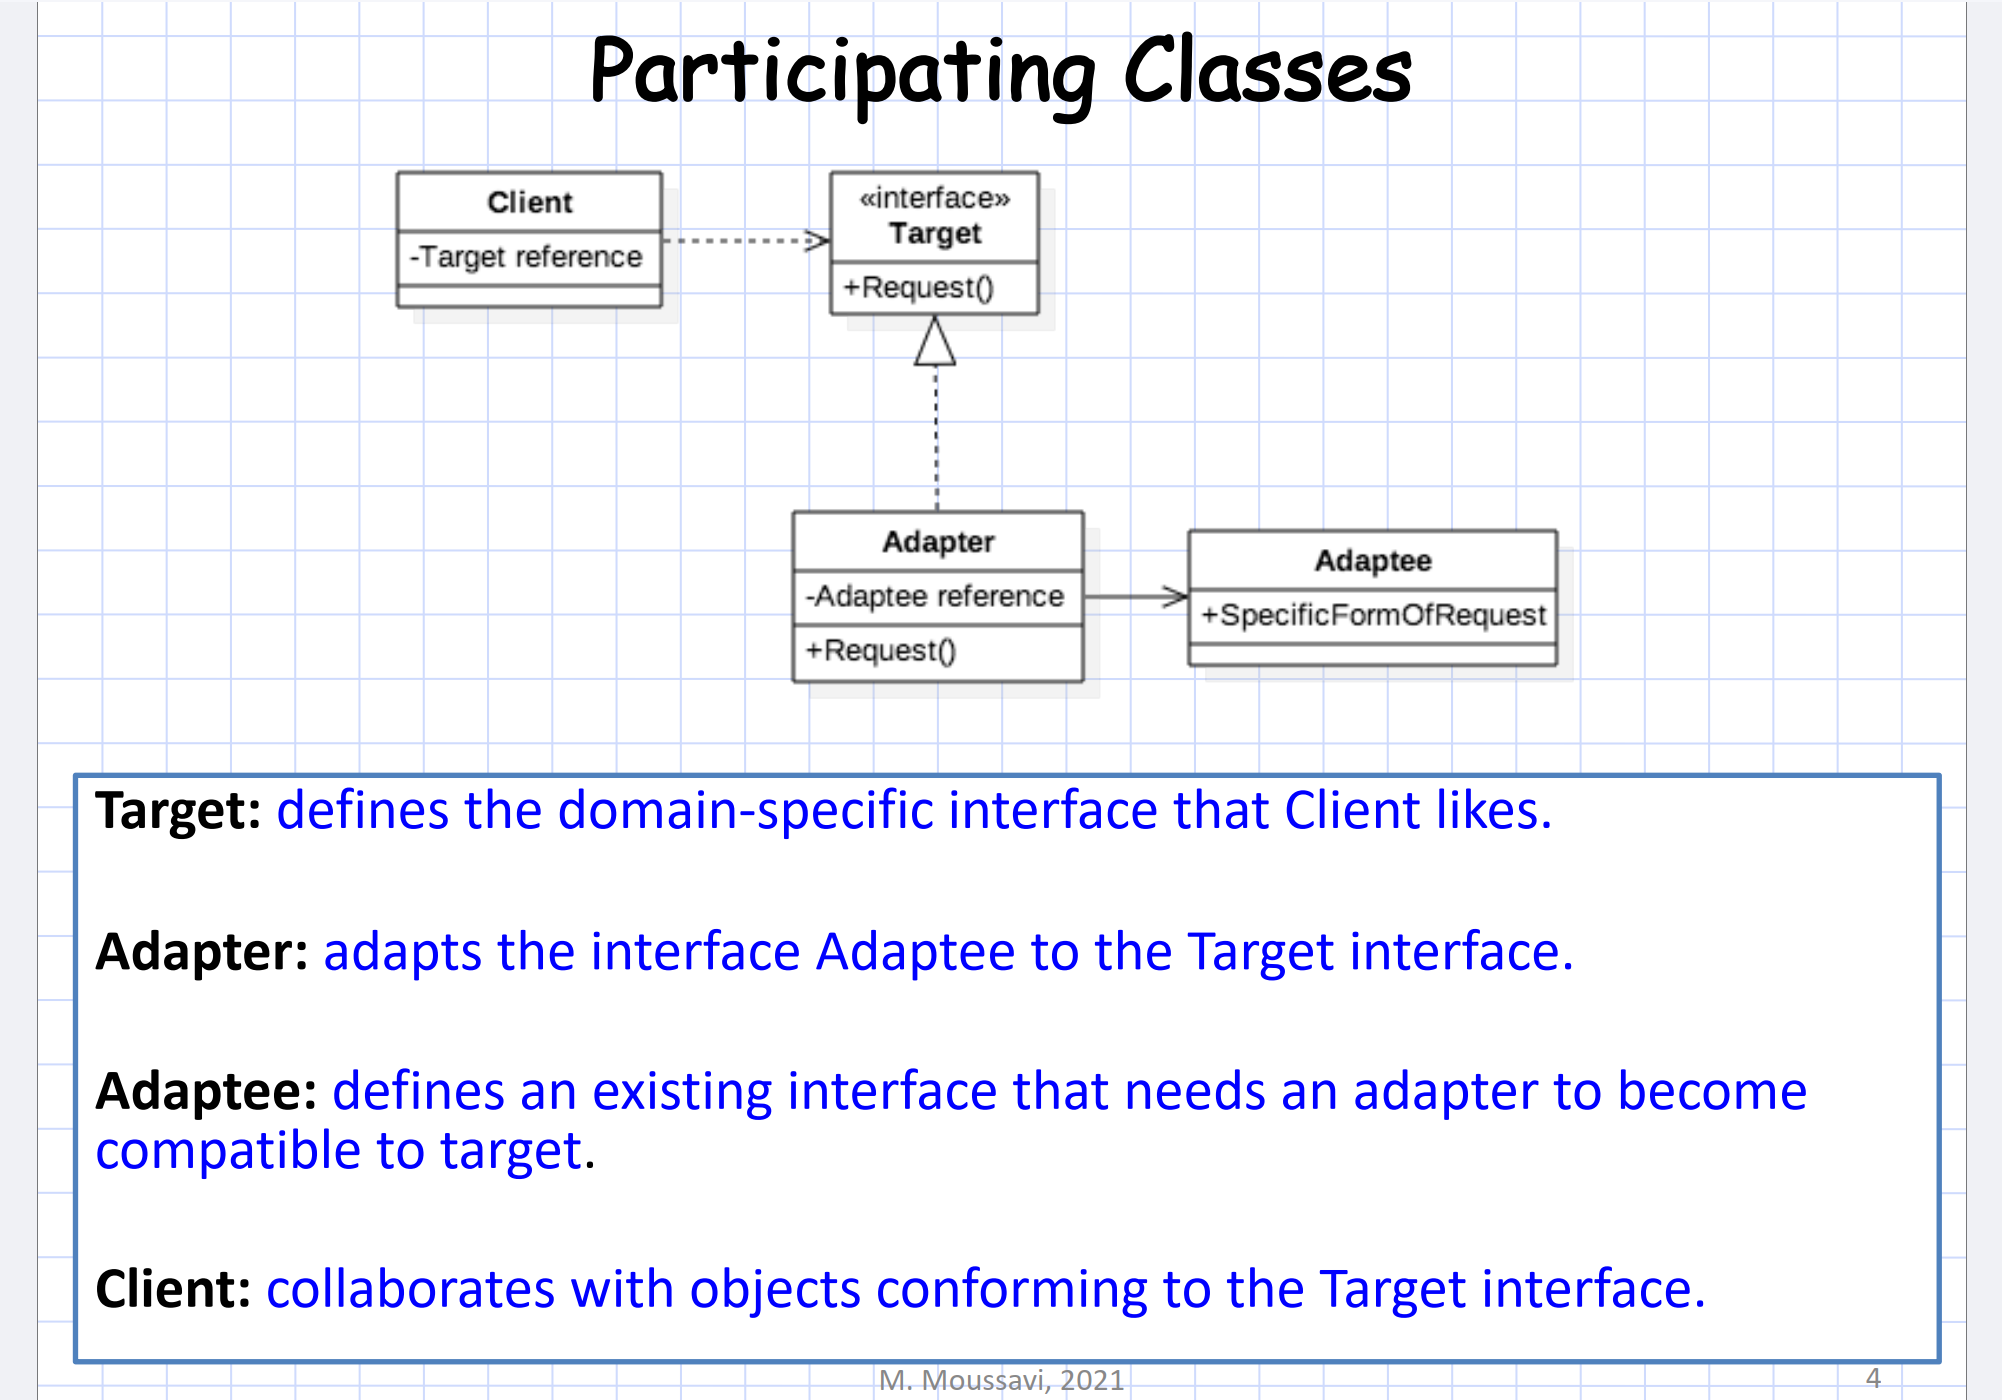 Participating Classes
Client
-Target reference
«interface»
Target
+Request()
Adapter
-Adaptee reference
+Request()
Adaptee
+SpecificFormOfRequest
Target: defines the domain-specific interface that Client likes.
Adapter: adapts the interface Adaptee to the Target interface.
Adaptee: defines an existing interface that needs an adapter to become
compatible to target.
Client: collaborates with objects conforming to the Target interface.
M. Moussavi, 2021
4